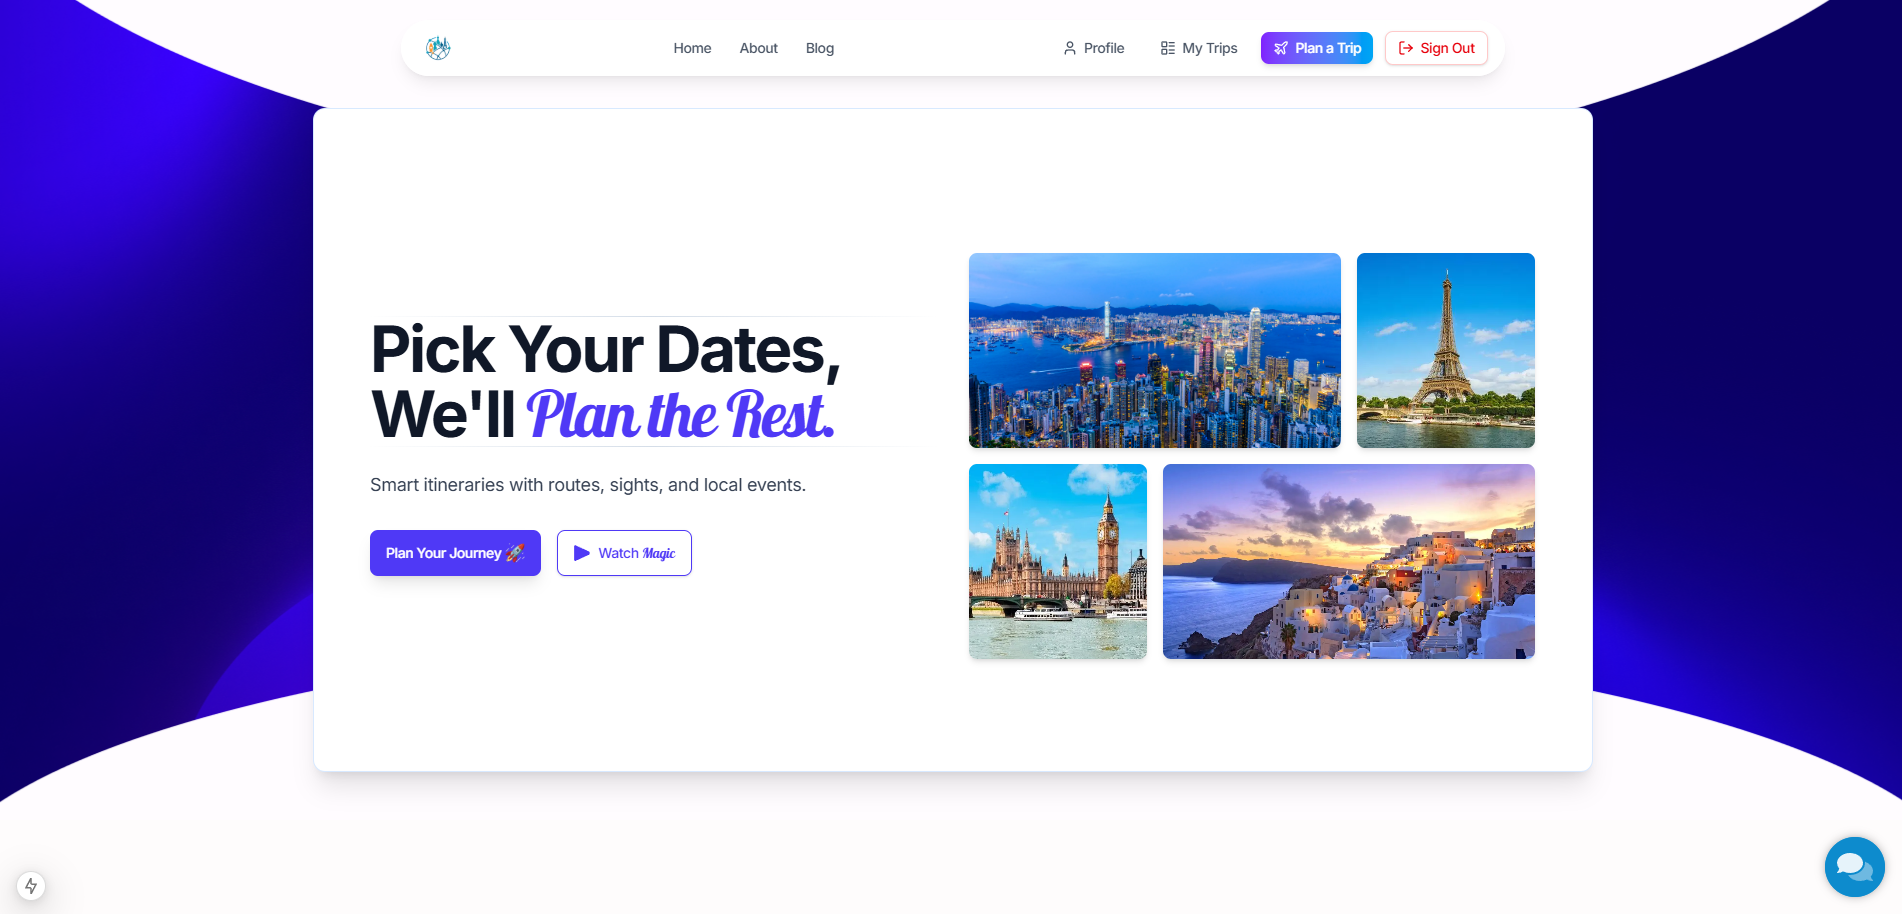 Home
About
Blog
Profile
My Trips
Plan a Trip
Sign Out
Pick Your Dates,
We'll Plan the Rest.
Smart itineraries with routes, sights, and local events.
Plan Your Journey 🚀
Watch Magic